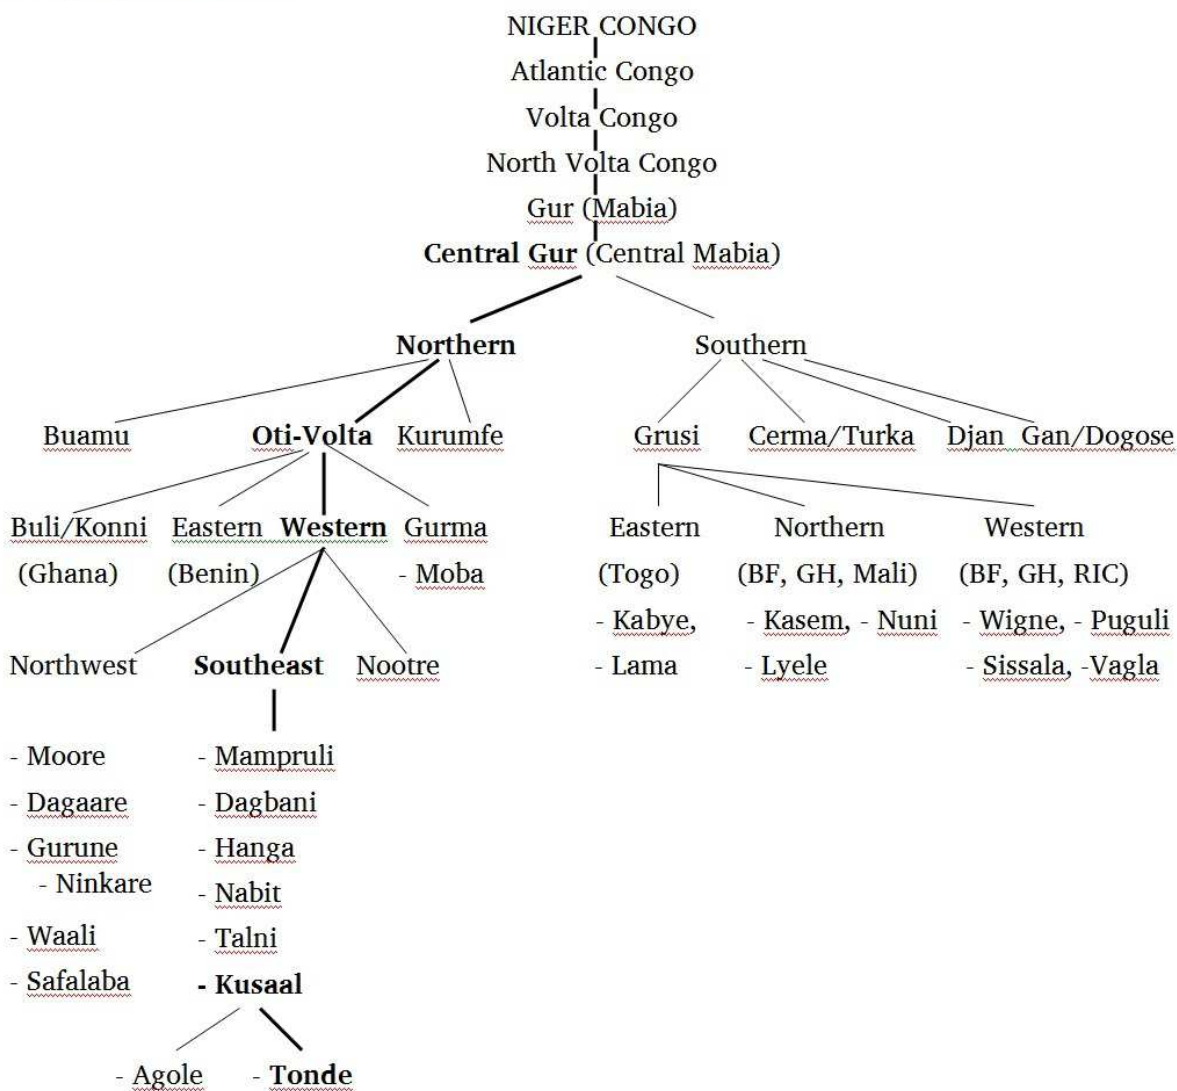 NIGER CONGO
Atlantic Congo
Volta Congo
North Volta Congo
Gur (Mabia)
Central Gur (Central Mabia)
Northern Southern
Buamu Oti-Volta Kurumfe Grusi Cerma/Turka Djan Gan/Dogose
Buli/Konni Eastern Western Gurma Eastern Northern Western
(Ghana) (Benin) - Moba (Togo) (BF, GH, Mali) (BF, GH, RIC)
- Kabye, - Kasem, - Nuni - Wigne, - Puguli
Northwest Southeast Nootre - Lama - Lyele - Sissala, -Vagla
- Moore - Mampruli
- Dagaare - Dagbani
- Gurune - Hanga
- Ninkare - Nabit
- Waali - Talni
- Safalaba - Kusaal
- Agole - Tonde